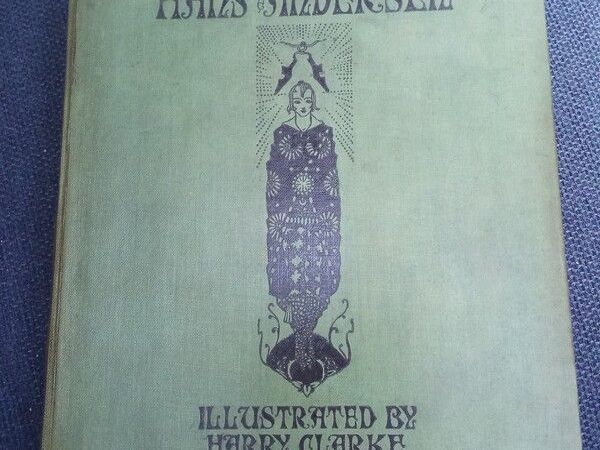 HANS ANDERSEN
ILLUSTRATED BY
HARRY CLARKE